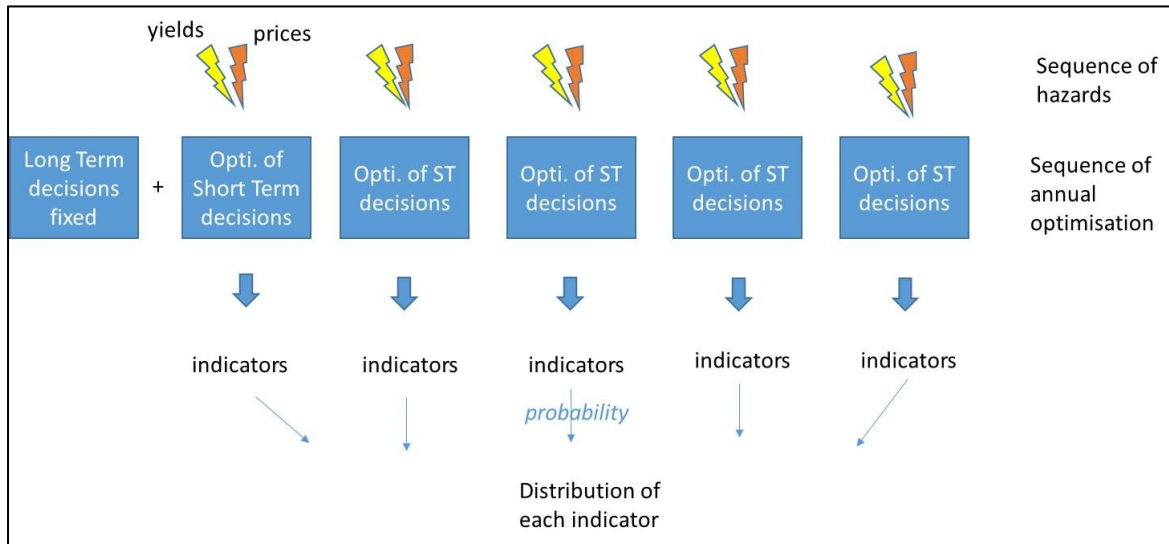 yields prices
Sequence of
hazards
Long Term
decisions
fixed
+
Opti. of
Short Term
decisions
Opti. of ST
decisions
Opti. of ST
decisions
Opti. of ST
decisions
Opti. of ST
decisions
Sequence of
annual
optimisation
indicators
indicators
indicators
indicators
indicators
probability
Distribution of
each indicator